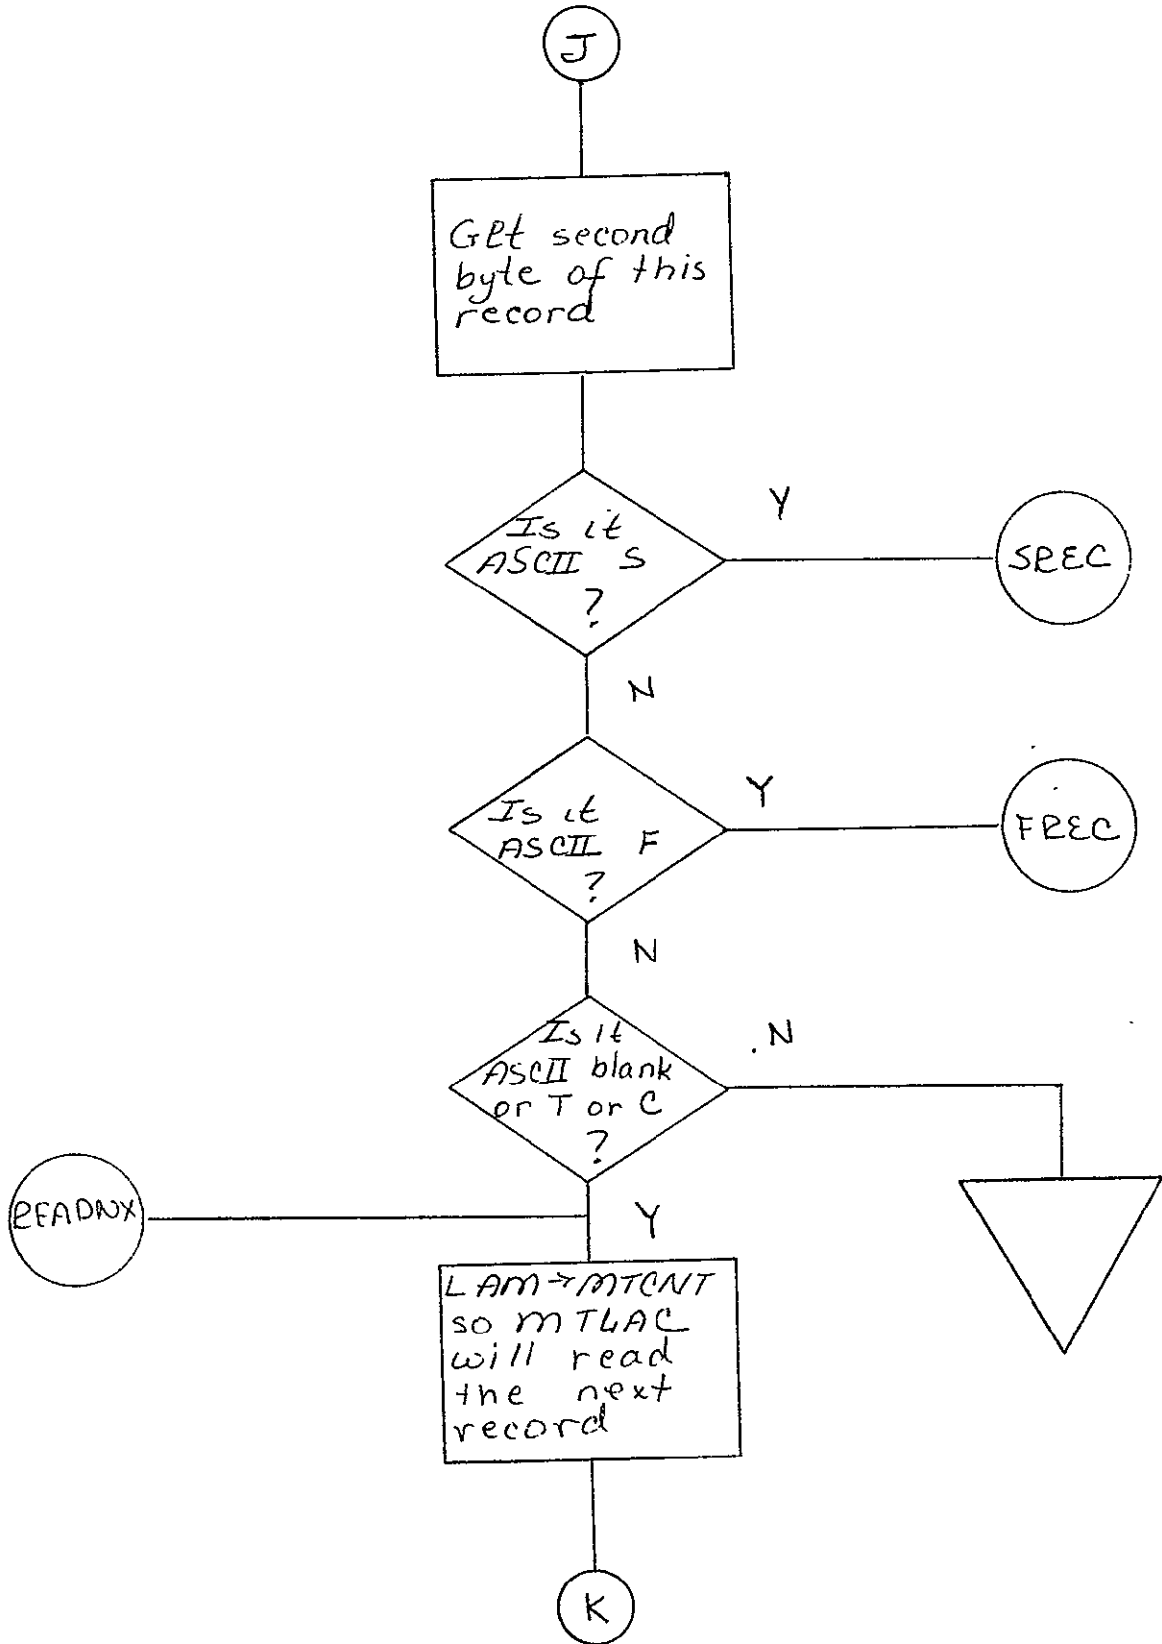 J
Get second
byte of this
record
Is it
ASCII S
?
Y
SREC
N
Is it
ASCII F
?
Y
FREC
N
Is it
ASCII blank
or T or C
?
N
READNX
Y
LAM→MTCNT
so MTLAC
will read
the next
record
K